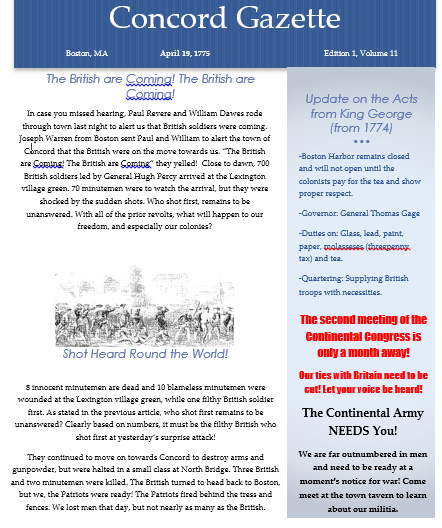 Concord Gazette
Boston, MA April 19, 1775 Edition 1, Volume 11
The British are Coming! The British are
Coming!
In case you missed hearing, Paul Revere and William Dawes rode
through town last night to alert us that British soldiers were coming.
Joseph Warren from Boston sent Paul and William to alert the town of
Concord that the British were on the move towards us. "The British
are Coming! The British are Coming" they yelled! Close to dawn, 700
British soldiers led by General Hugh Percy arrived at the Lexington
village green. 70 minutemen were to watch the arrival, but they were
shocked by the sudden shots. Who shot first, remains to be
unanswered. With all of the prior revolts, what will happen to our
freedom, and especially our colonies?
Shot Heard Round the World!
8 innocent minutemen are dead and 10 blameless minutemen were
wounded at the Lexington village green, while one filthy British soldier
first. As stated in the previous article, who shot first remains to be
unanswered? Clearly based on numbers, it must be the filthy British who
shot first at yesterday's surprise attack!
They continued to move on towards Concord to destroy arms and
gunpowder, but were halted in a small class at North Bridge. Three British
and two minutemen were killed. The British turned to head back to Boston,
but we, the Patriots were ready! The Patriots fired behind the tress and
fences. We lost men that day, but not nearly as many as the British.
Update on the Acts
from King George
(from 1774)
-Boston Harbor remains closed
and will not open until the
colonists pay for the tea and show
proper respect.
-Governor: General Thomas Gage
-Duties on: Glass, lead, paint,
paper, molasseses (threepenny
tax) and tea.
-Quartering: Supplying British
troops with necessities.
The second meeting of the
Continental Congress is
only a month away!
Our ties with Britain need to be
cut! Let your voice be heard!
The Continental Army
NEEDS You!
We are far outnumbered in men
and need to be ready at a
moment's notice for war! Come
meet at the town tavern to learn
about our militia.